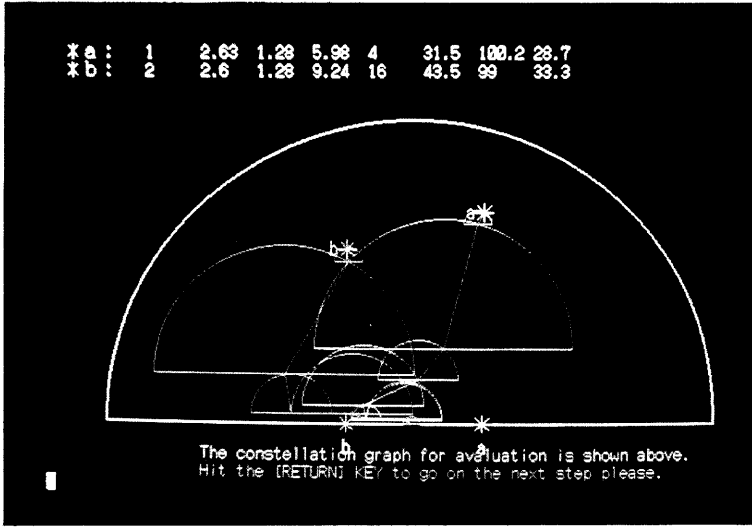 *a: 1 2.63 1.28 5.98 4 31.5 100.2 28.7
*b: 2 2.6 1.28 9.24 16 43.5 99 33.3
a*
b*
b a
The constellation graph for avaluation is shown above.
Hit the [RETURN] KEY to go on the next step please.